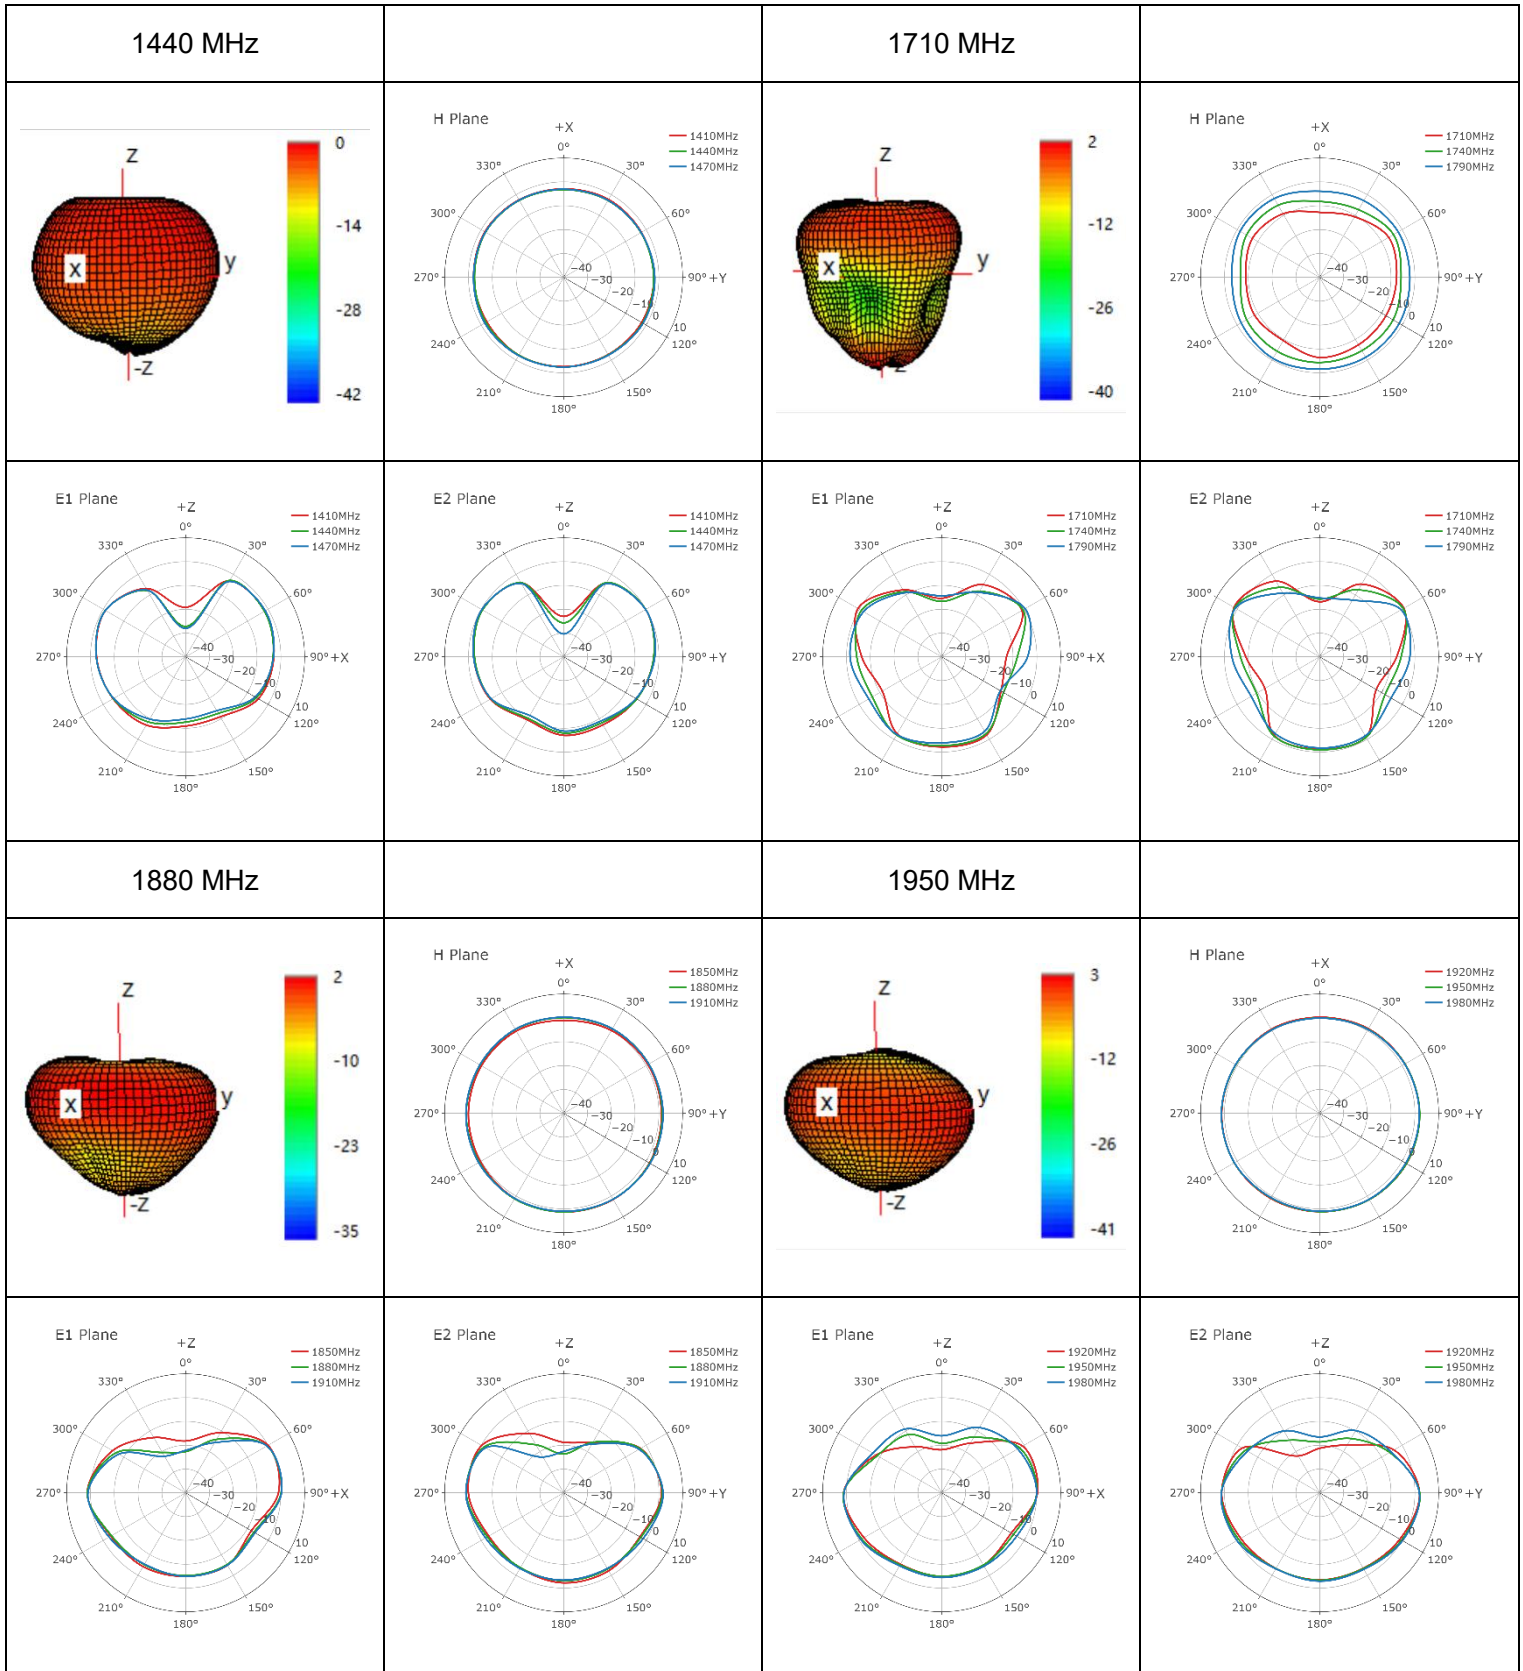 1440 MHz
1710 MHz
Z
X
y
-Z
0
-14
-28
-42
H Plane
+X
1410MHz
1440MHz
1470MHz
0°
30°
60°
90° +Y
120°
150°
180°
210°
240°
270°
300°
330°
-40
-30
-20
-10
0
10
Z
X
y
-Z
2
-12
-26
-40
H Plane
+X
1710MHz
1740MHz
1790MHz
0°
30°
60°
90° +Y
120°
150°
180°
210°
240°
270°
300°
330°
-40
-30
-20
-10
0
10
E1 Plane
+Z
1410MHz
1440MHz
1470MHz
0°
30°
60°
90° +X
120°
150°
180°
210°
240°
270°
300°
330°
-40
-30
-20
-10
0
10
E2 Plane
+Z
1410MHz
1440MHz
1470MHz
0°
30°
60°
90° +Y
120°
150°
180°
210°
240°
270°
300°
330°
-40
-30
-20
-10
0
10
E1 Plane
+Z
1710MHz
1740MHz
1790MHz
0°
30°
60°
90° +X
120°
150°
180°
210°
240°
270°
300°
330°
-40
-30
-20
-10
0
10
E2 Plane
+Z
1710MHz
1740MHz
1790MHz
0°
30°
60°
90° +Y
120°
150°
180°
210°
240°
270°
300°
330°
-40
-30
-20
-10
0
10
1880 MHz
1950 MHz
Z
X
y
-Z
2
-10
-23
-35
H Plane
+X
1850MHz
1880MHz
1910MHz
0°
30°
60°
90° +Y
120°
150°
180°
210°
240°
270°
300°
330°
-40
-30
-20
-10
0
10
Z
X
y
-Z
3
-12
-26
-41
H Plane
+X
1920MHz
1950MHz
1980MHz
0°
30°
60°
90° +Y
120°
150°
180°
210°
240°
270°
300°
330°
-40
-30
-20
-10
0
10
E1 Plane
+Z
1850MHz
1880MHz
1910MHz
0°
30°
60°
90° +X
120°
150°
180°
210°
240°
270°
300°
330°
-40
-30
-20
-10
0
10
E2 Plane
+Z
1850MHz
1880MHz
1910MHz
0°
30°
60°
90° +Y
120°
150°
180°
210°
240°
270°
300°
330°
-40
-30
-20
-10
0
10
E1 Plane
+Z
1920MHz
1950MHz
1980MHz
0°
30°
60°
90° +X
120°
150°
180°
210°
240°
270°
300°
330°
-40
-30
-20
-10
0
10
E2 Plane
+Z
1920MHz
1950MHz
1980MHz
0°
30°
60°
90° +Y
120°
150°
180°
210°
240°
270°
300°
330°
-40
-30
-20
-10
0
10